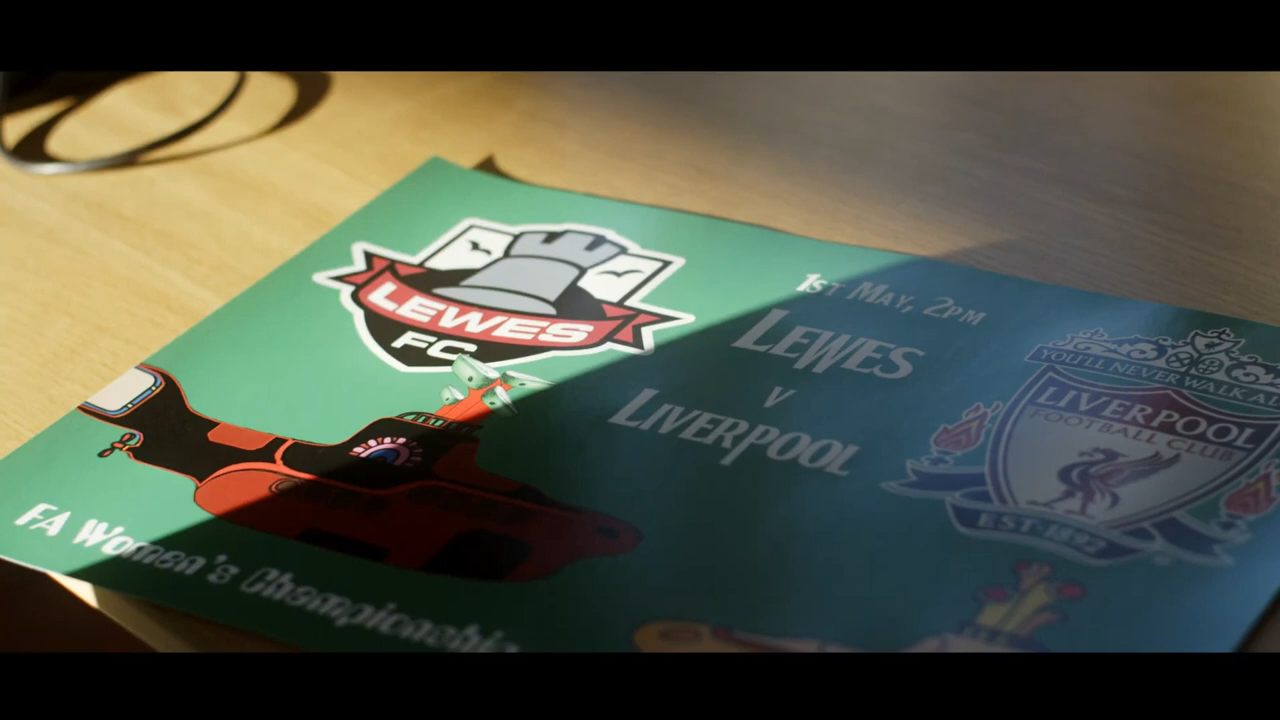 LEWES
FC
1st May, 2pm
Lewes
v
Liverpool
YOU'LL NEVER WALK AL
LIVERPOOL
FOOTBALL CLUB
EST·1892
FA Women's Championship